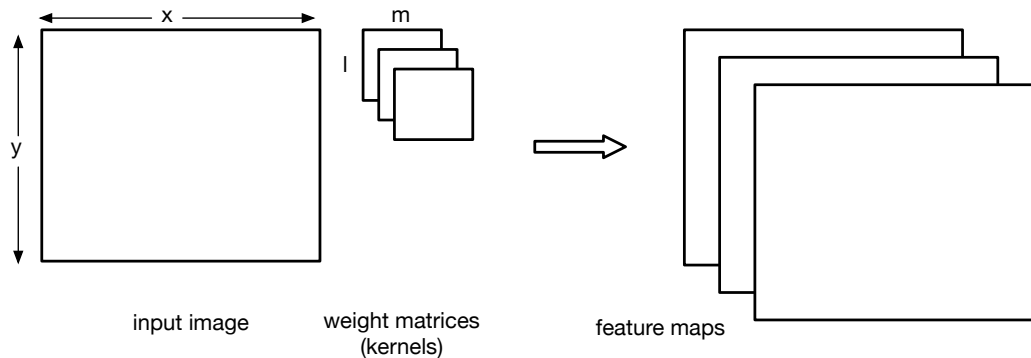 x
m
l
y
input image
weight matrices
(kernels)
feature maps